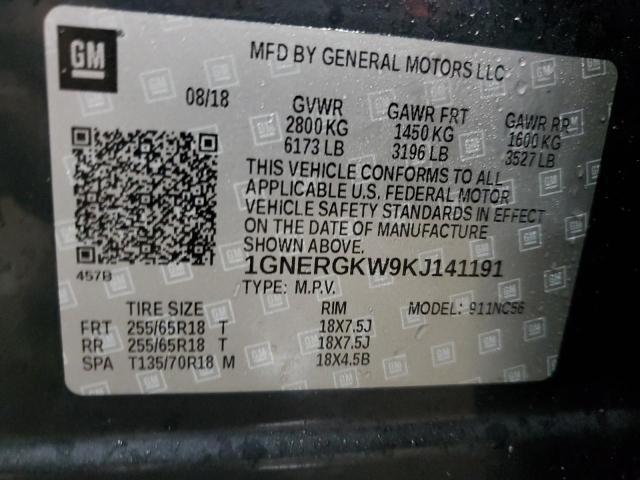 GM
MFD BY GENERAL MOTORS LLC
08/18
GVWR GAWR FRT GAWR RR
2800 KG 1450 KG 1600 KG
6173 LB 3196 LB 3527 LB
THIS VEHICLE CONFORMS TO ALL
APPLICABLE U.S. FEDERAL MOTOR
VEHICLE SAFETY STANDARDS IN EFFECT
ON THE DATE OF MANUFACTURE
SHOWN ABOVE.
457B
1GNERGKW9KJ141191
TYPE: M.P.V. MODEL: 911NC56
TIRE SIZE RIM
FRT 255/65R18 T 18X7.5J
RR 255/65R18 T 18X7.5J
SPA T135/70R18 M 18X4.5B